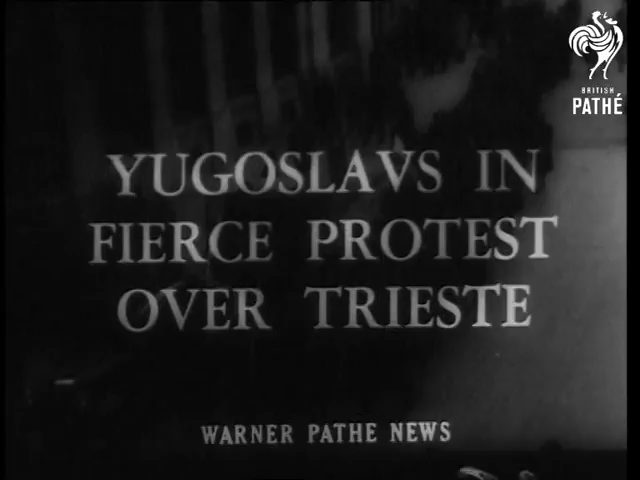 BRITISH
PATHÉ
YUGOSLAVS IN
FIERCE PROTEST
OVER TRIESTE
WARNER PATHE NEWS